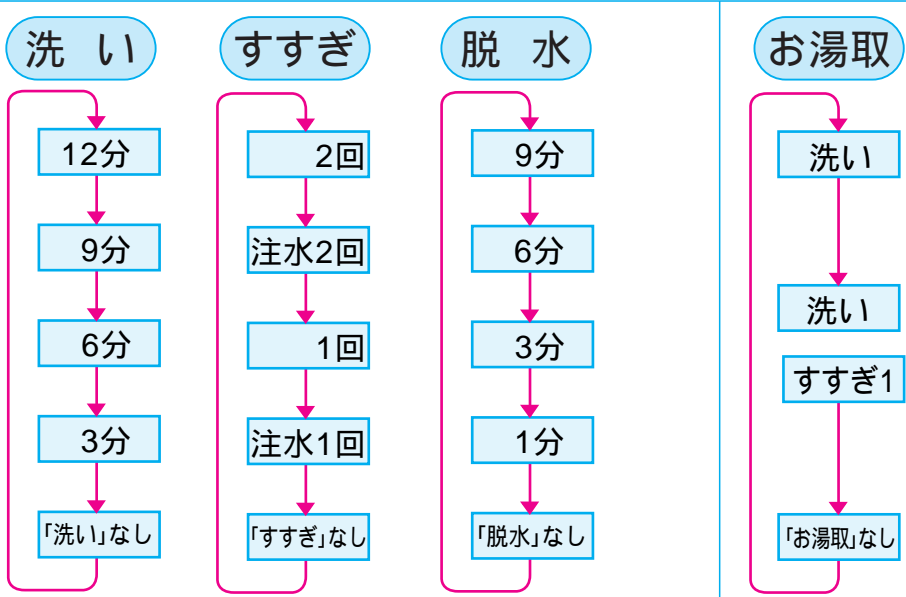 洗い
12分
9分
6分
3分
「洗い」なし
すすぎ
2回
注水2回
1回
注水1回
「すすぎ」なし
脱水
9分
6分
3分
1分
「脱水」なし
お湯取
洗い
洗い
すすぎ1
「お湯取」なし